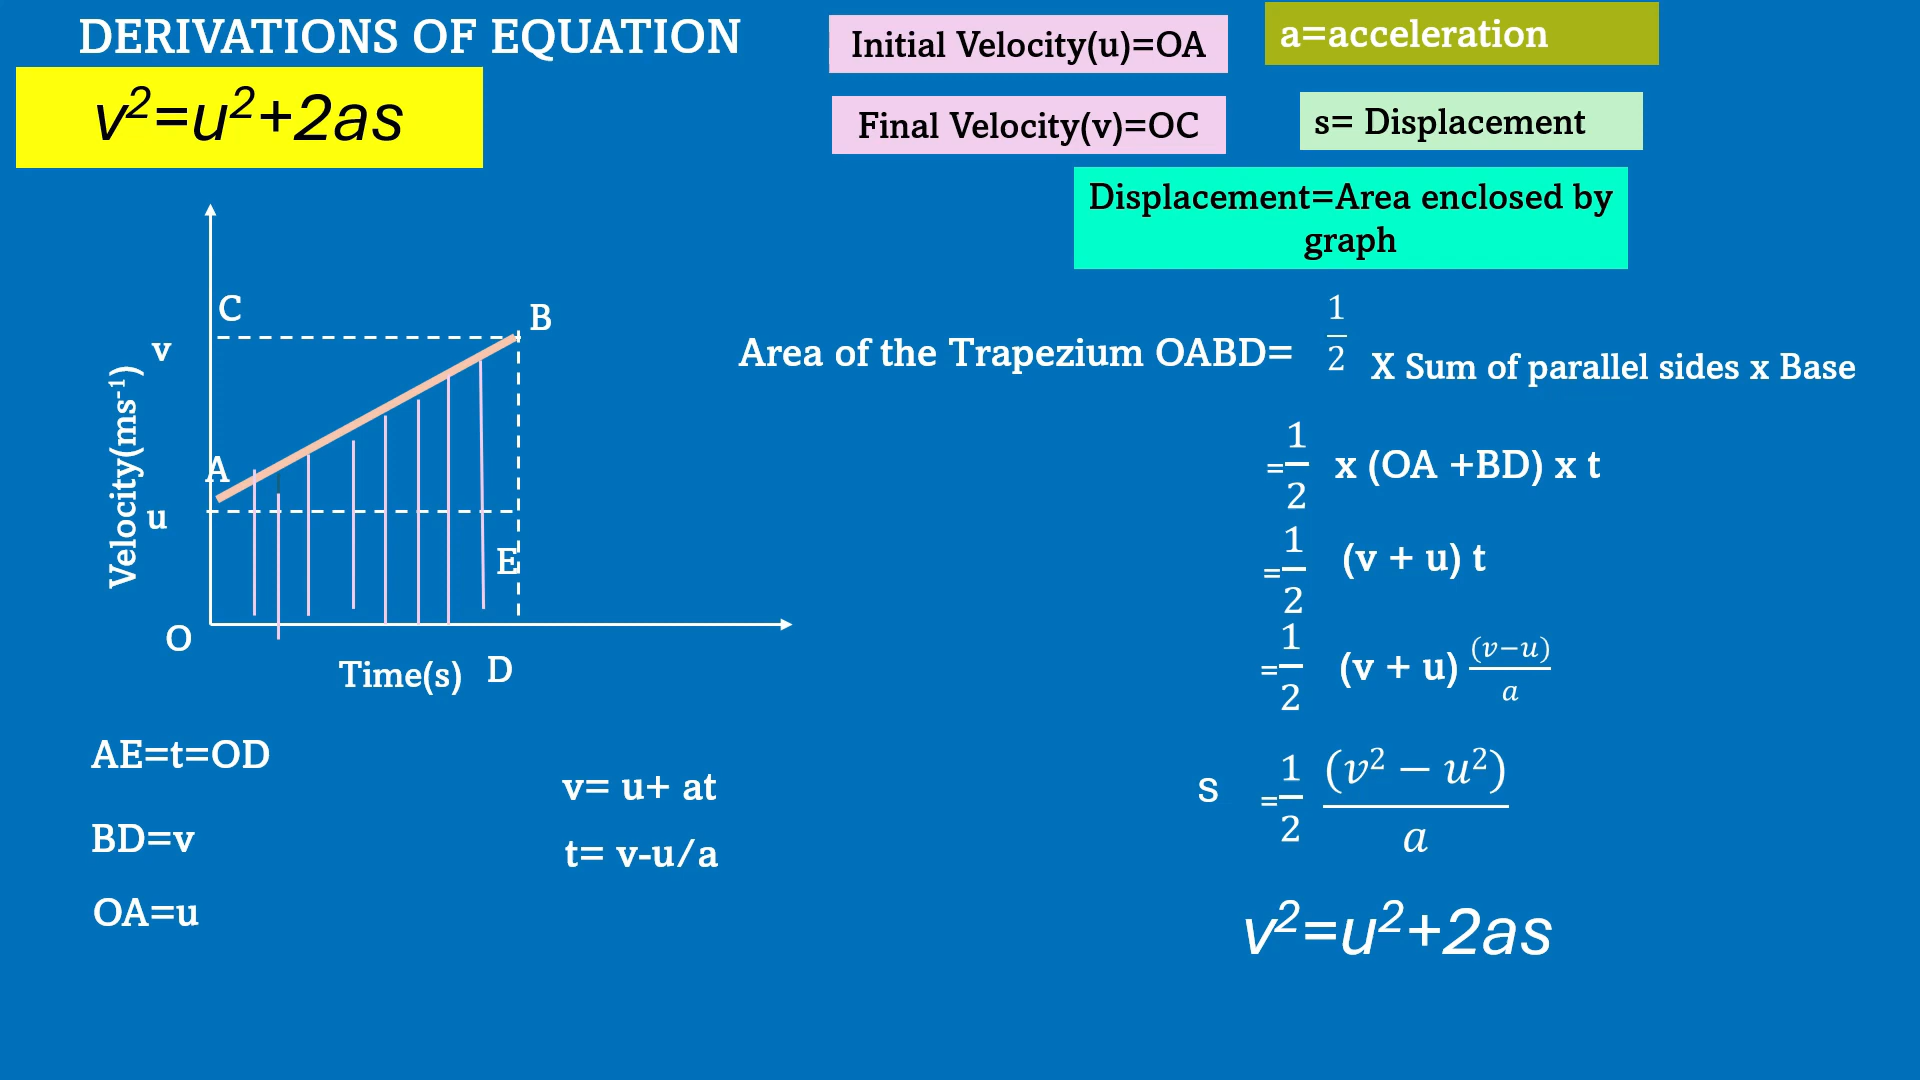 DERIVATIONS OF EQUATION
v²=u²+2as
Initial Velocity(u)=OA
a=acceleration
Final Velocity(v)=OC
s= Displacement
Displacement=Area enclosed by
graph
C
B
v
Velocity(ms⁻¹)
A
u
E
O
Time(s)
D
Area of the Trapezium OABD= 1/2 X Sum of parallel sides x Base
=1/2 x (OA +BD) x t
=1/2 (v + u) t
=1/2 (v + u) (v−u)/a
s =1/2 (v² − u²)/a
v²=u²+2as
AE=t=OD
BD=v
OA=u
v= u+ at
t= v-u/a